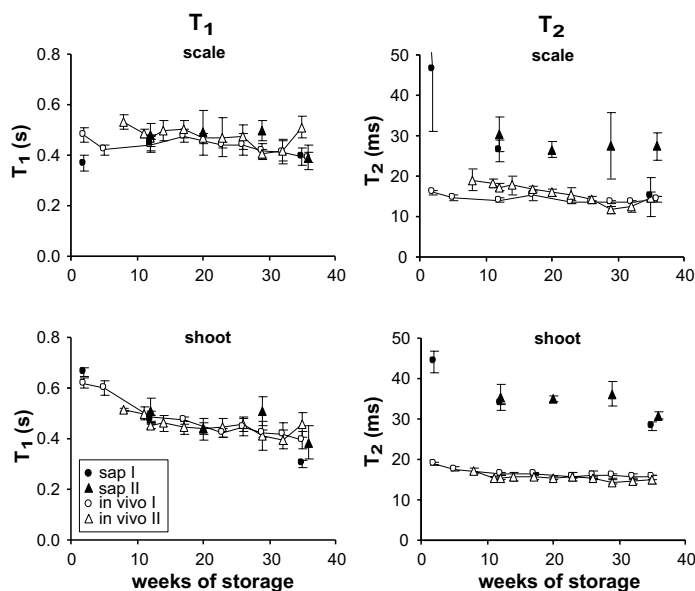 T1
T2
scale
scale
0.8
0.6
0.4
0.2
0.0
T1 (s)
0 10 20 30 40
50
40
30
20
10
0
T2 (ms)
0 10 20 30 40
shoot
shoot
0.8
0.6
0.4
0.2
0.0
T1 (s)
sap I
sap II
in vivo I
in vivo II
0 10 20 30 40
weeks of storage
50
40
30
20
10
0
T2 (ms)
0 10 20 30 40
weeks of storage